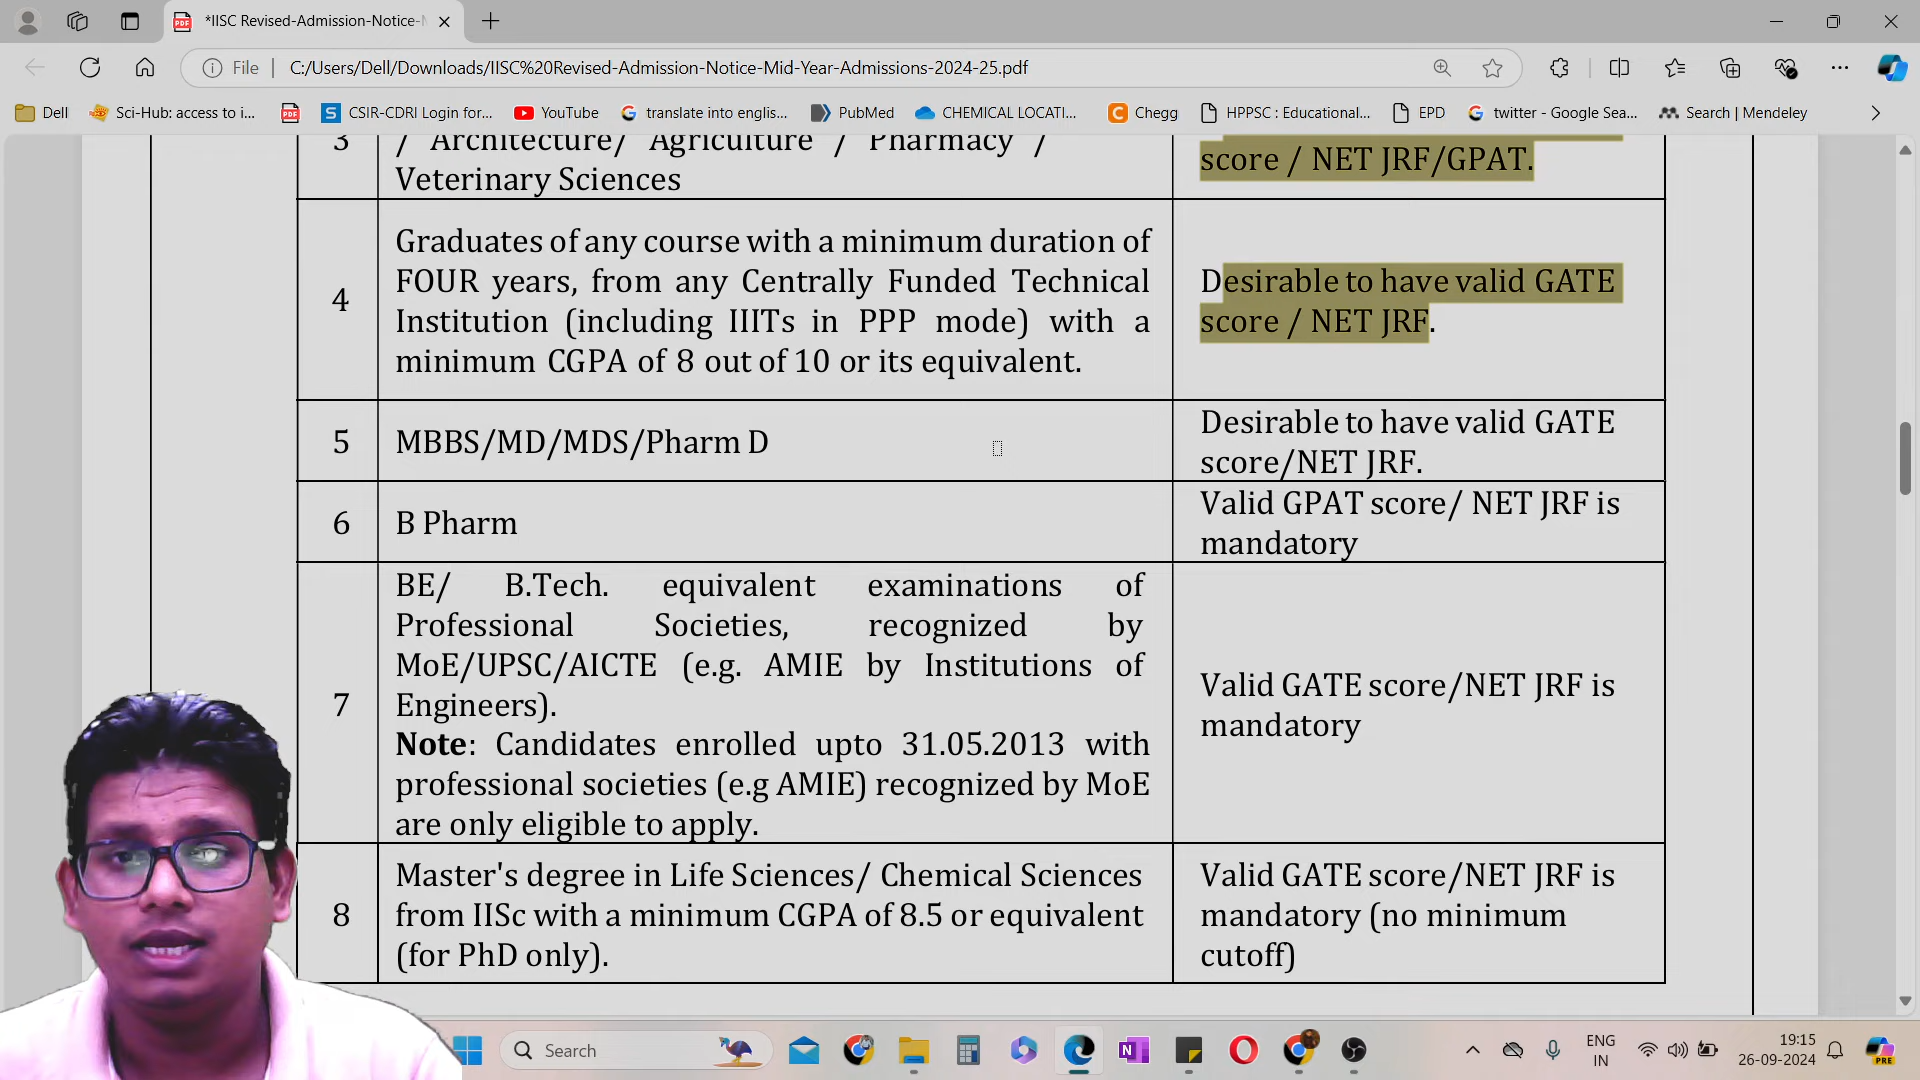 *IISC Revised-Admission-Notice-M
File
C:/Users/Dell/Downloads/IISC%20Revised-Admission-Notice-Mid-Year-Admissions-2024-25.pdf
Dell
Sci-Hub: access to i...
CSIR-CDRI Login for...
YouTube
translate into englis...
PubMed
CHEMICAL LOCATI...
Chegg
HPPSC : Educational...
EPD
twitter - Google Sea...
Search | Mendeley
3
/ Architecture/ Agriculture / Pharmacy /
Veterinary Sciences
score / NET JRF/GPAT.
4
Graduates of any course with a minimum duration of
FOUR years, from any Centrally Funded Technical
Institution (including IIITs in PPP mode) with a
minimum CGPA of 8 out of 10 or its equivalent.
Desirable to have valid GATE
score / NET JRF.
5
MBBS/MD/MDS/Pharm D
Desirable to have valid GATE
score/NET JRF.
6
B Pharm
Valid GPAT score/ NET JRF is
mandatory
7
BE/ B.Tech. equivalent examinations of
Professional Societies, recognized by
MoE/UPSC/AICTE (e.g. AMIE by Institutions of
Engineers).
Note: Candidates enrolled upto 31.05.2013 with
professional societies (e.g AMIE) recognized by MoE
are only eligible to apply.
Valid GATE score/NET JRF is
mandatory
8
Master's degree in Life Sciences/ Chemical Sciences
from IISc with a minimum CGPA of 8.5 or equivalent
(for PhD only).
Valid GATE score/NET JRF is
mandatory (no minimum
cutoff)
Search
ENG
IN
19:15
26-09-2024
PRE